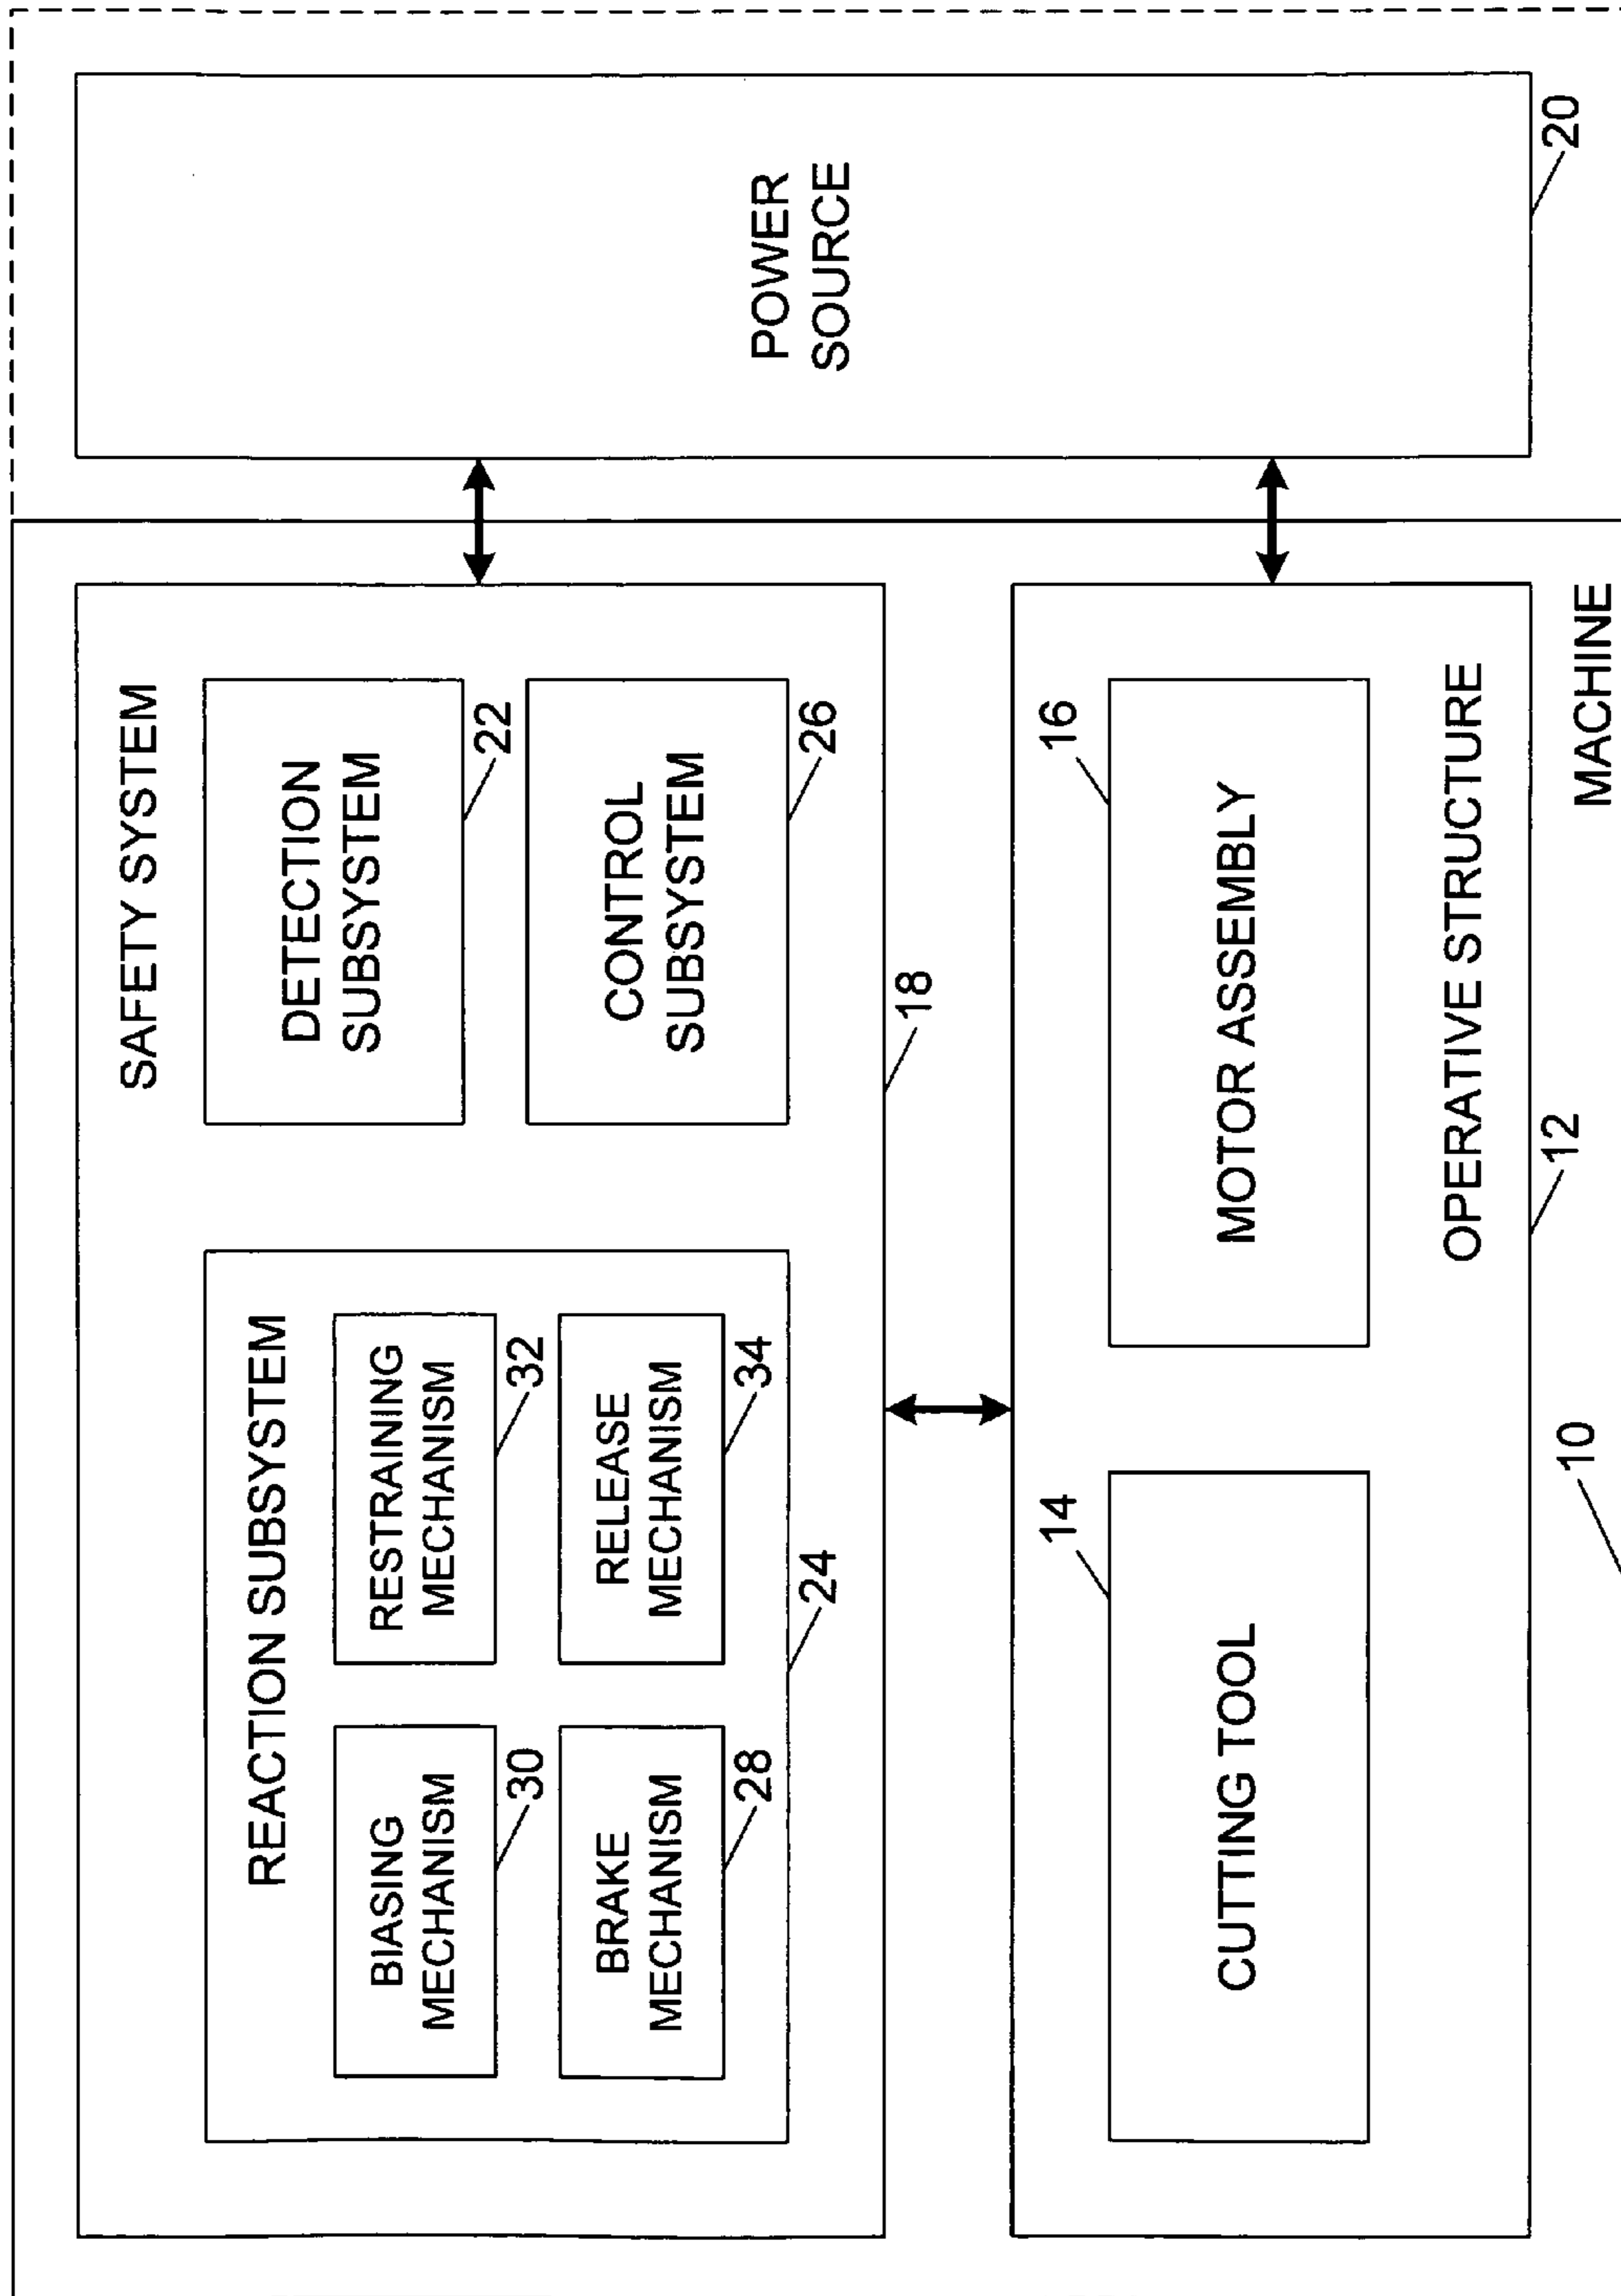 SAFETY SYSTEM
REACTION SUBSYSTEM
BIASING
MECHANISM
30
RESTRAINING
MECHANISM
32
BRAKE
MECHANISM
28
RELEASE
MECHANISM
34
24
DETECTION
SUBSYSTEM
22
CONTROL
SUBSYSTEM
26
18
POWER
SOURCE
20
14
CUTTING TOOL
16
MOTOR ASSEMBLY
OPERATIVE STRUCTURE
12
10
MACHINE